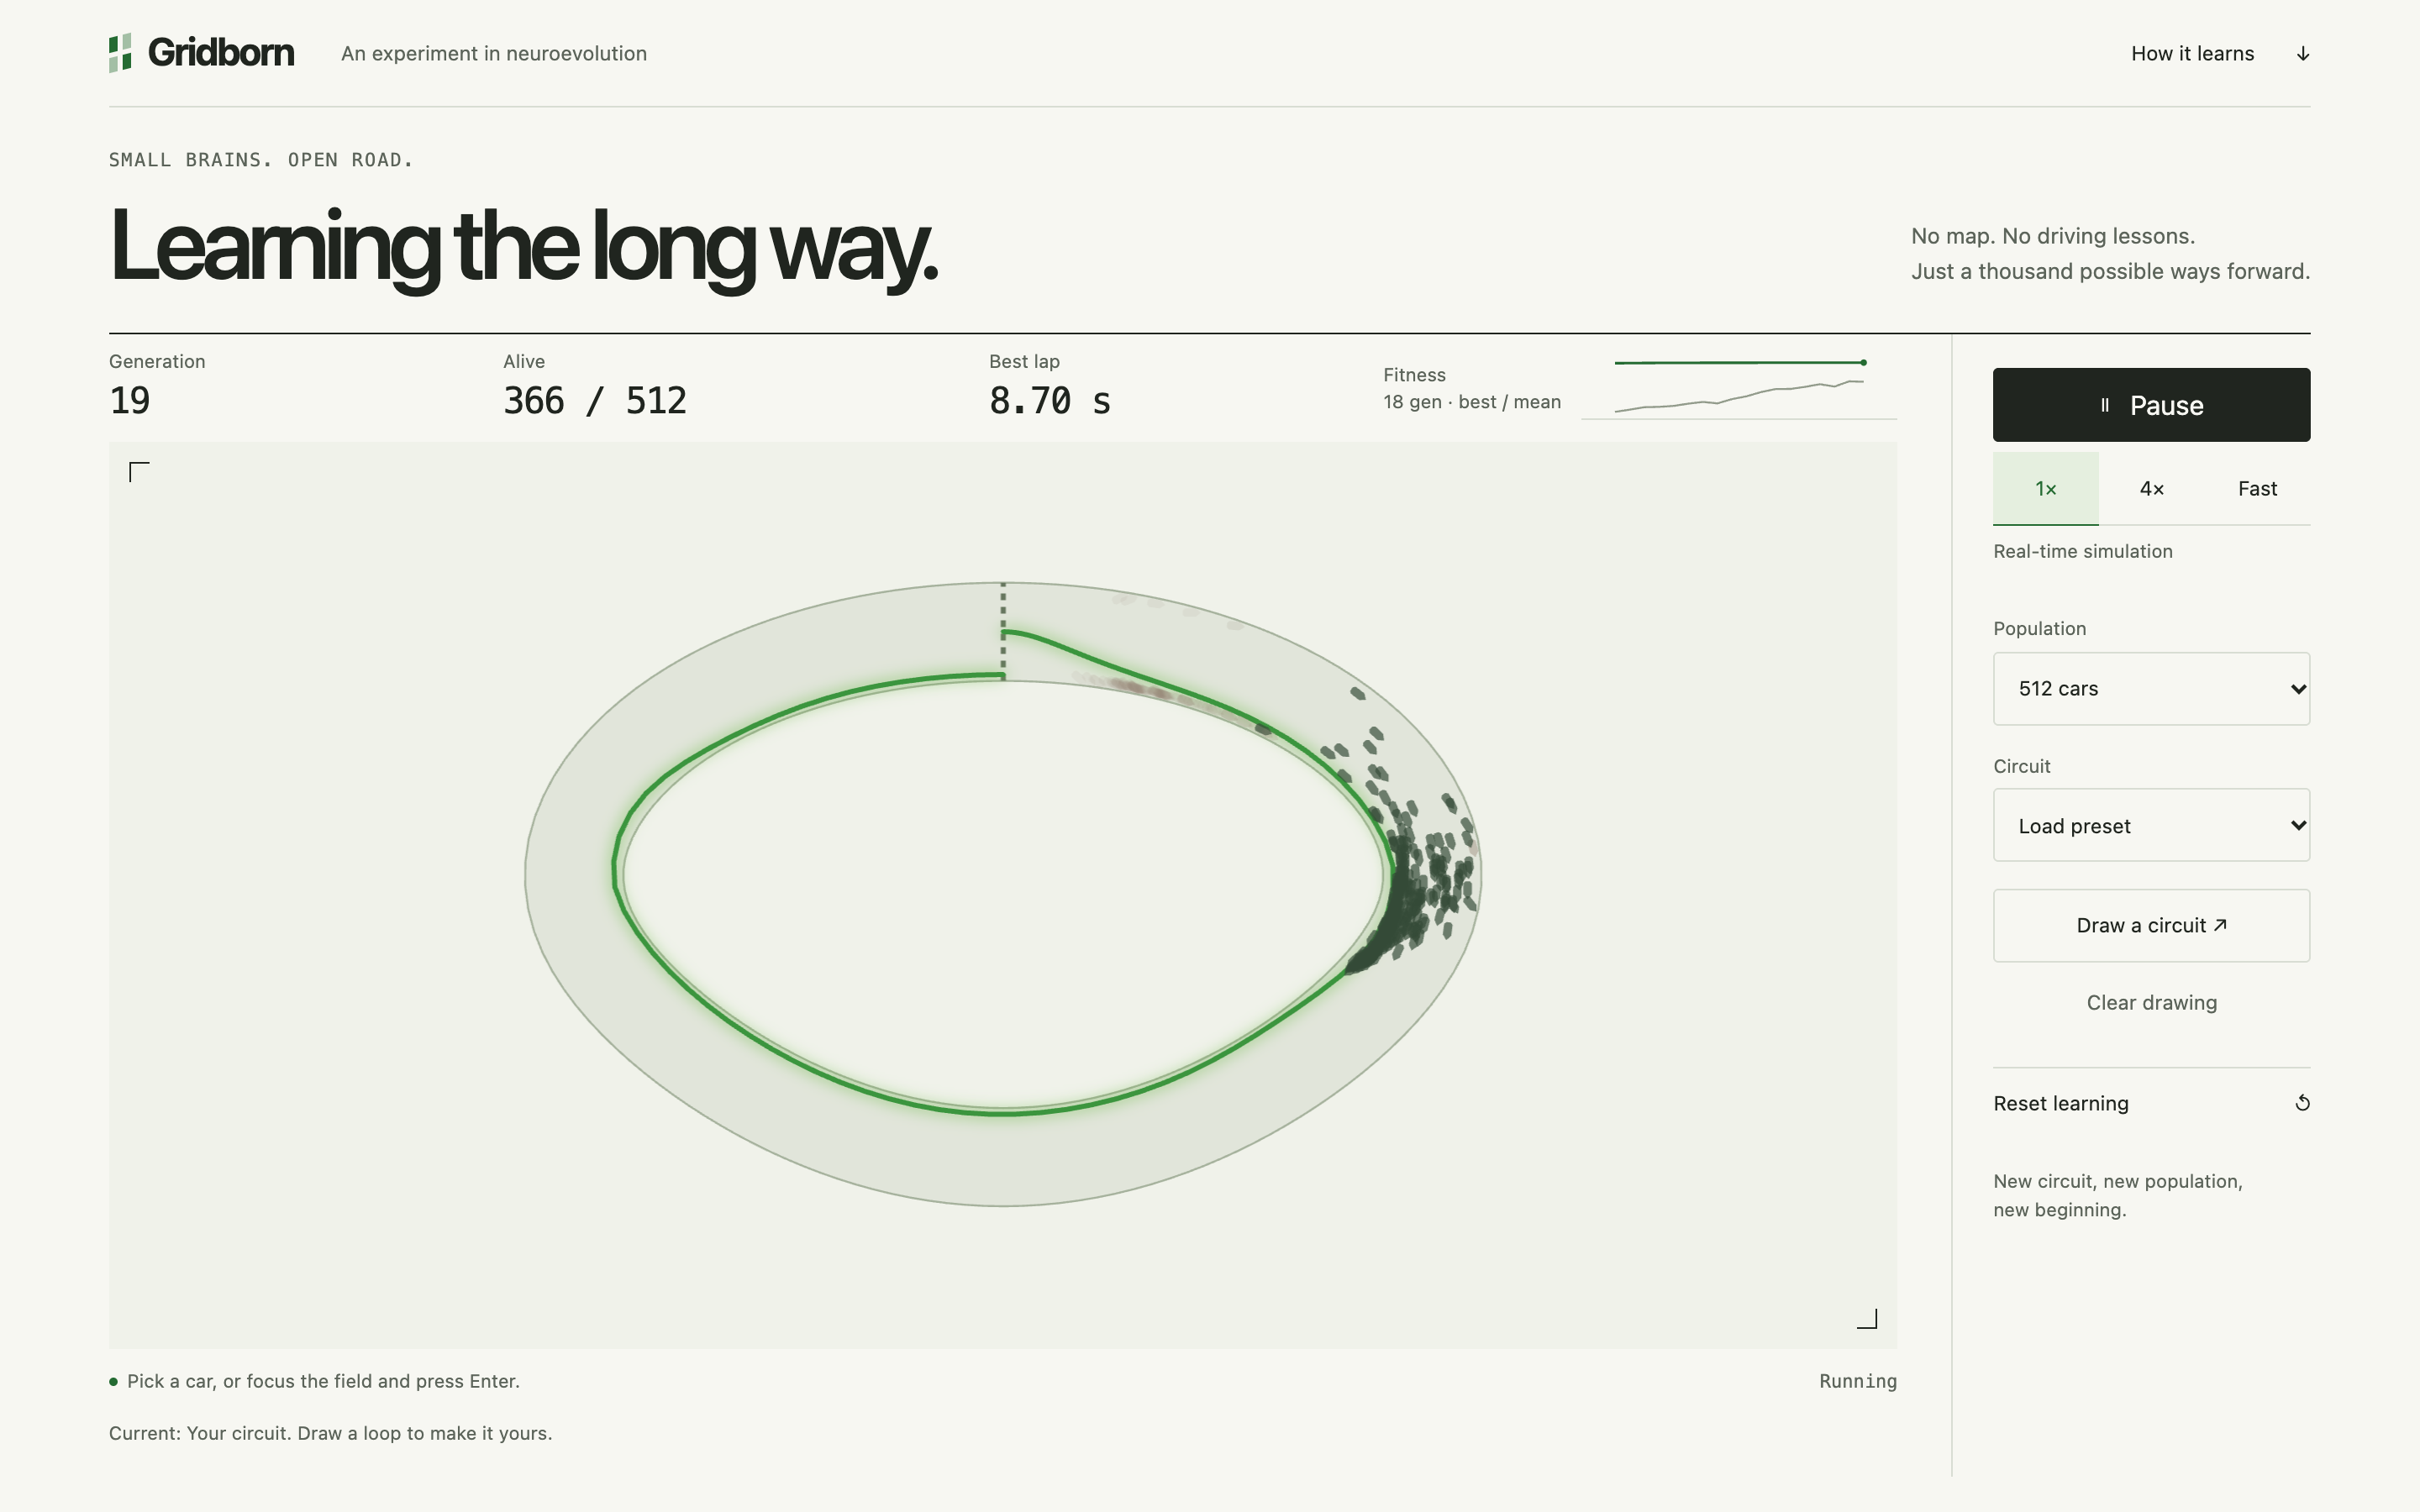 Gridborn
An experiment in neuroevolution
How it learns ↓
SMALL BRAINS. OPEN ROAD.
Learning the long way.
No map. No driving lessons.
Just a thousand possible ways forward.
Generation
19
Alive
366 / 512
Best lap
8.70 s
Fitness
18 gen · best / mean
Pause
1× 4× Fast
Real-time simulation
Population
512 cars
Circuit
Load preset
Draw a circuit ↗
Clear drawing
Reset learning
New circuit, new population,
new beginning.
Pick a car, or focus the field and press Enter.
Running
Current: Your circuit. Draw a loop to make it yours.